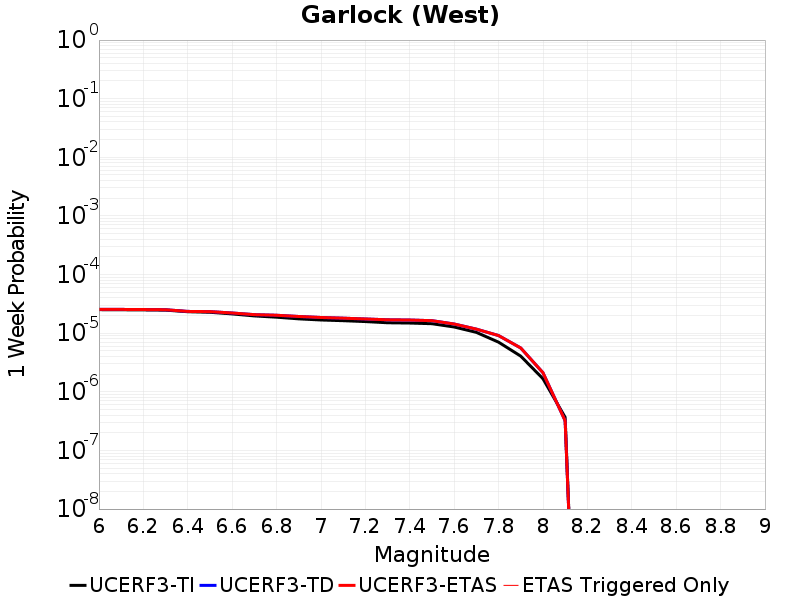 Garlock (West)
10^0
10^-1
10^-2
10^-3
10^-4
10^-5
10^-6
10^-7
10^-8
1 Week Probability
6 6.2 6.4 6.6 6.8 7 7.2 7.4 7.6 7.8 8 8.2 8.4 8.6 8.8 9
Magnitude
UCERF3-TI UCERF3-TD UCERF3-ETAS ETAS Triggered Only